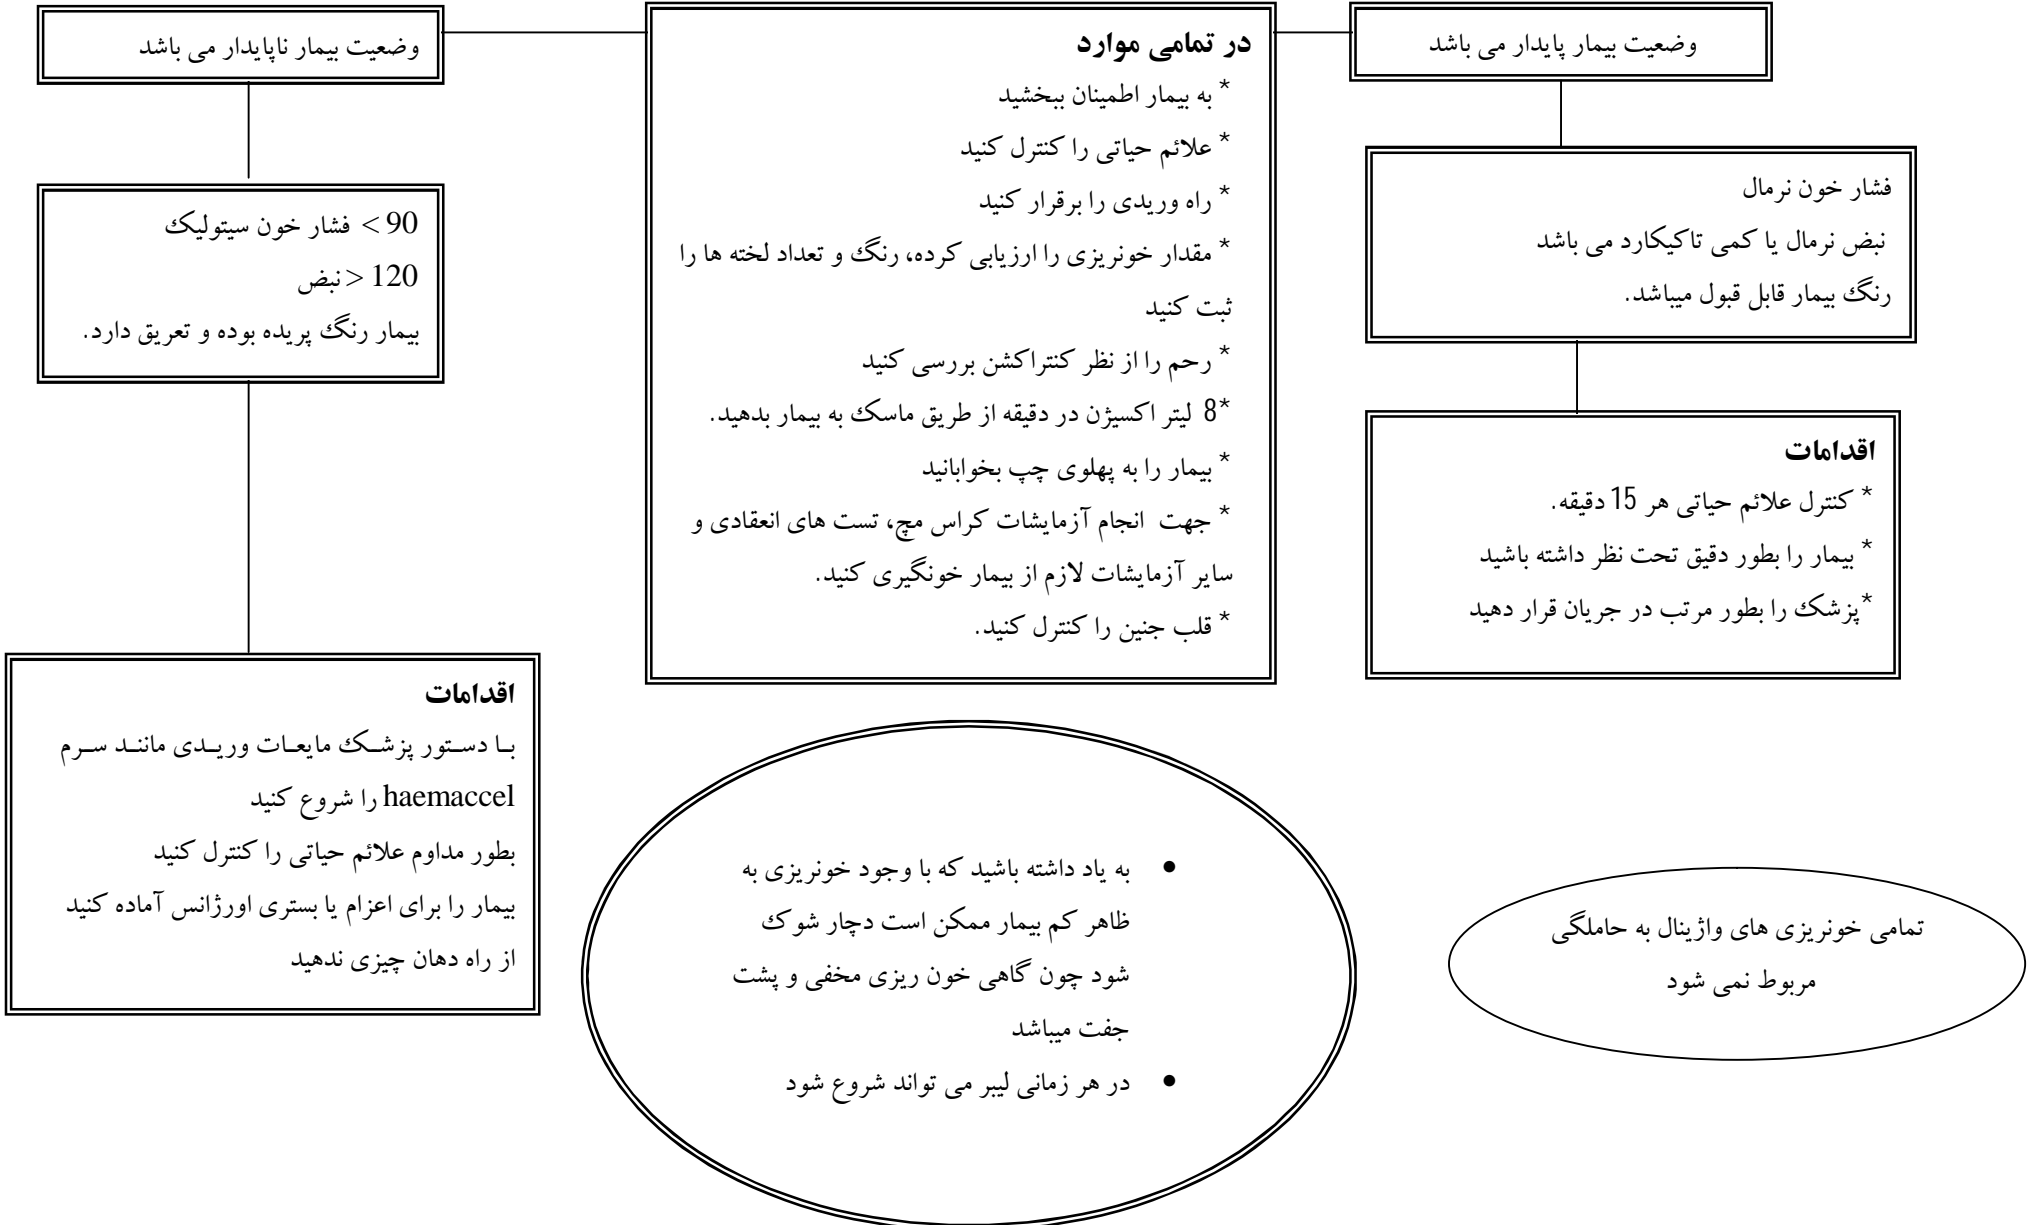 وضعیت بیمار پایدار می باشد
فشار خون نرمال
نبض نرمال یا کمی تاکیکارد می باشد
رنگ بیمار قابل قبول میباشد.
اقدامات
* کنترل علائم حیاتی هر 15 دقیقه.
* بیمار را بطور دقیق تحت نظر داشته باشید
*پزشک را بطور مرتب در جریان قرار دهید
در تمامی موارد
* به بیمار اطمینان ببخشید
* علائم حیاتی را کنترل کنید
* راه وریدی را برقرار کنید
* مقدار خونریزی را ارزیابی کرده، رنگ و تعداد لخته ها را
ثبت کنید
* رحم را از نظر کنتراکشن بررسی کنید
*8 لیتر اکسیژن در دقیقه از طریق ماسک به بیمار بدهید.
* بیمار را به پهلوی چپ بخوابانید
* جهت انجام آزمایشات کراس مچ، تست های انعقادی و
سایر آزمایشات لازم از بیمار خونگیری کنید.
* قلب جنین را کنترل کنید.
وضعیت بیمار ناپایدار می باشد
90 > فشار خون سیتولیک
120 < نبض
بیمار رنگ پریده بوده و تعریق دارد.
اقدامات
بـا دسـتور پزشـک مایعـات وریـدی ماننـد سـرم
haemaccel را شروع کنید
بطور مداوم علائم حیاتی را کنترل کنید
بیمار را برای اعزام یا بستری اورژانس آماده کنید
از راه دهان چیزی ندهید
• به یاد داشته باشید که با وجود خونریزی به
ظاهر کم بیمار ممکن است دچار شوک
شود چون گاهی خون ریزی مخفی و پشت
جفت میباشد
• در هر زمانی لیبر می تواند شروع شود
تمامی خونریزی های واژینال به حاملگی
مربوط نمی شود